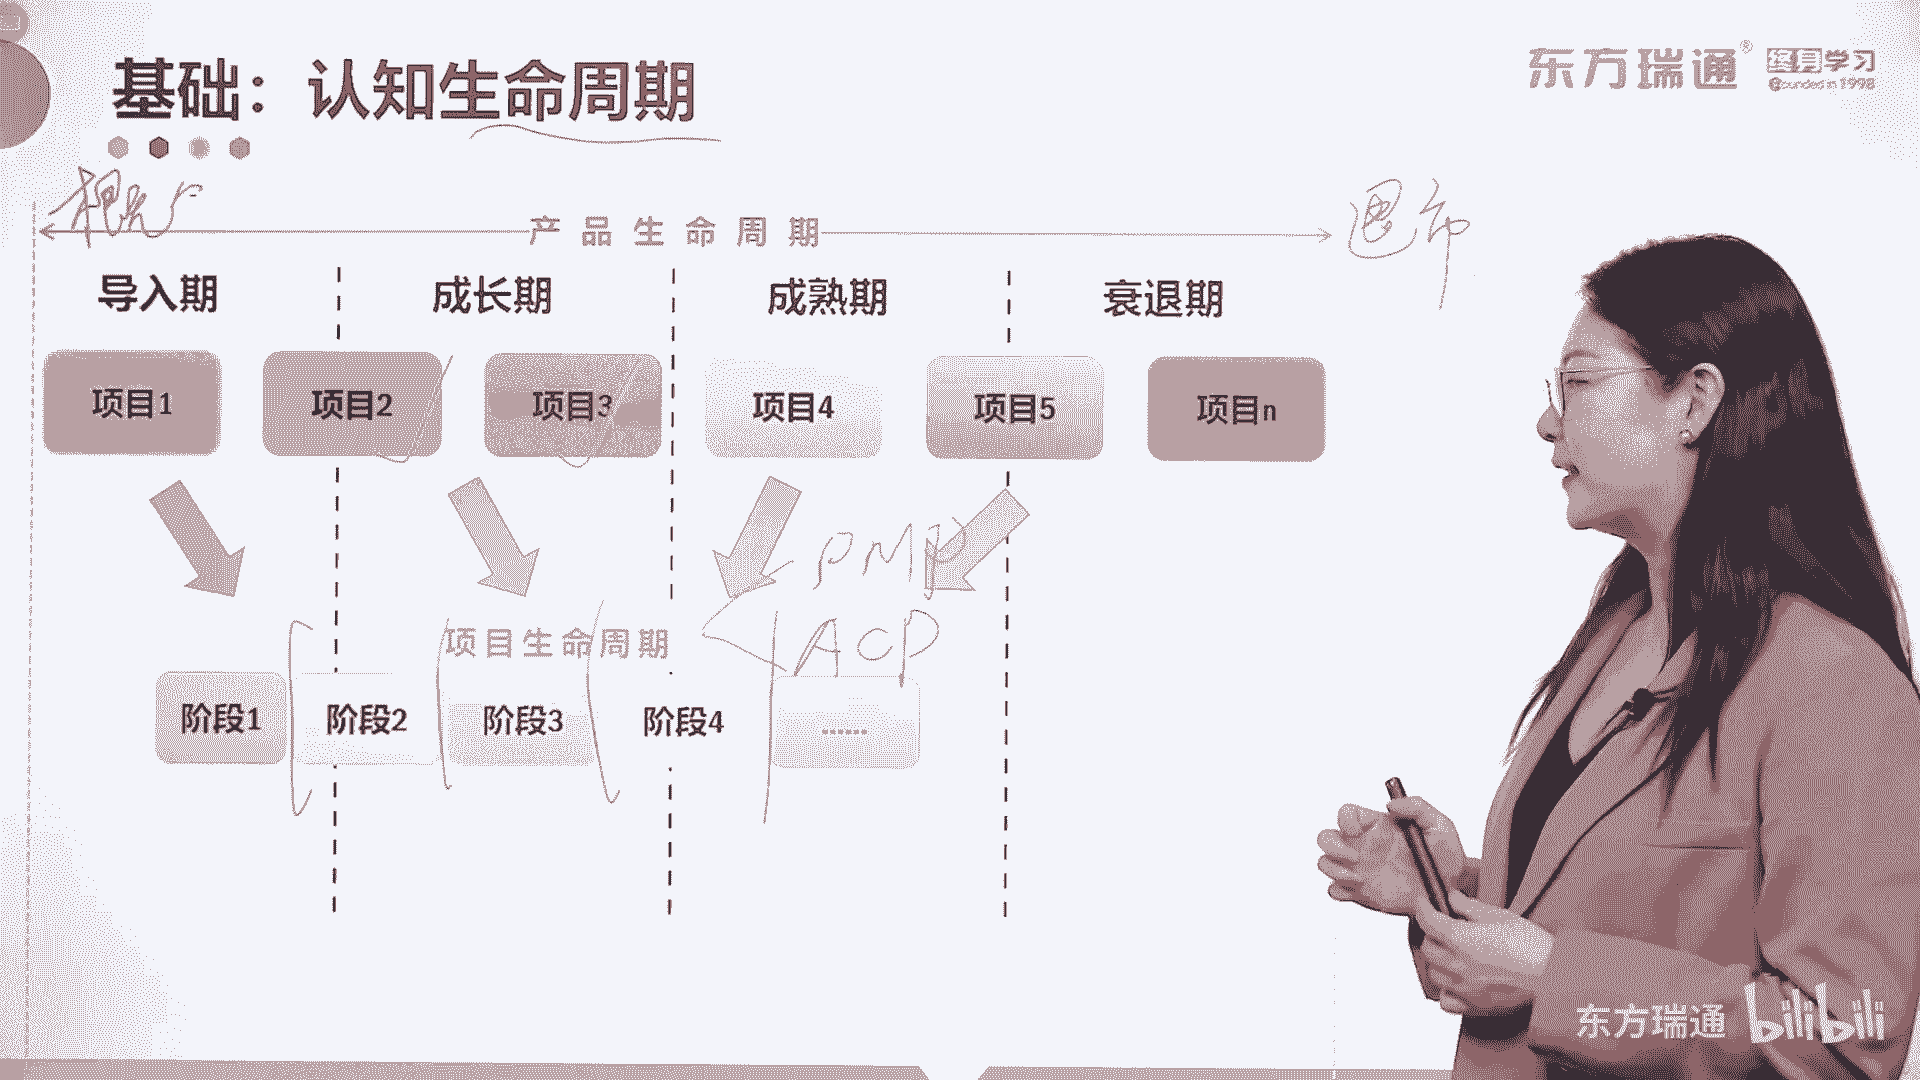 基础：认知生命周期
东方瑞通® 终身学习
Founded in 1998
概念
退市
产品生命周期
导入期 成长期 成熟期 衰退期
项目1 项目2 项目3 项目4 项目5 项目n
PMP
ACP
项目生命周期
阶段1 阶段2 阶段3 阶段4 ......
东方瑞通 bilibili